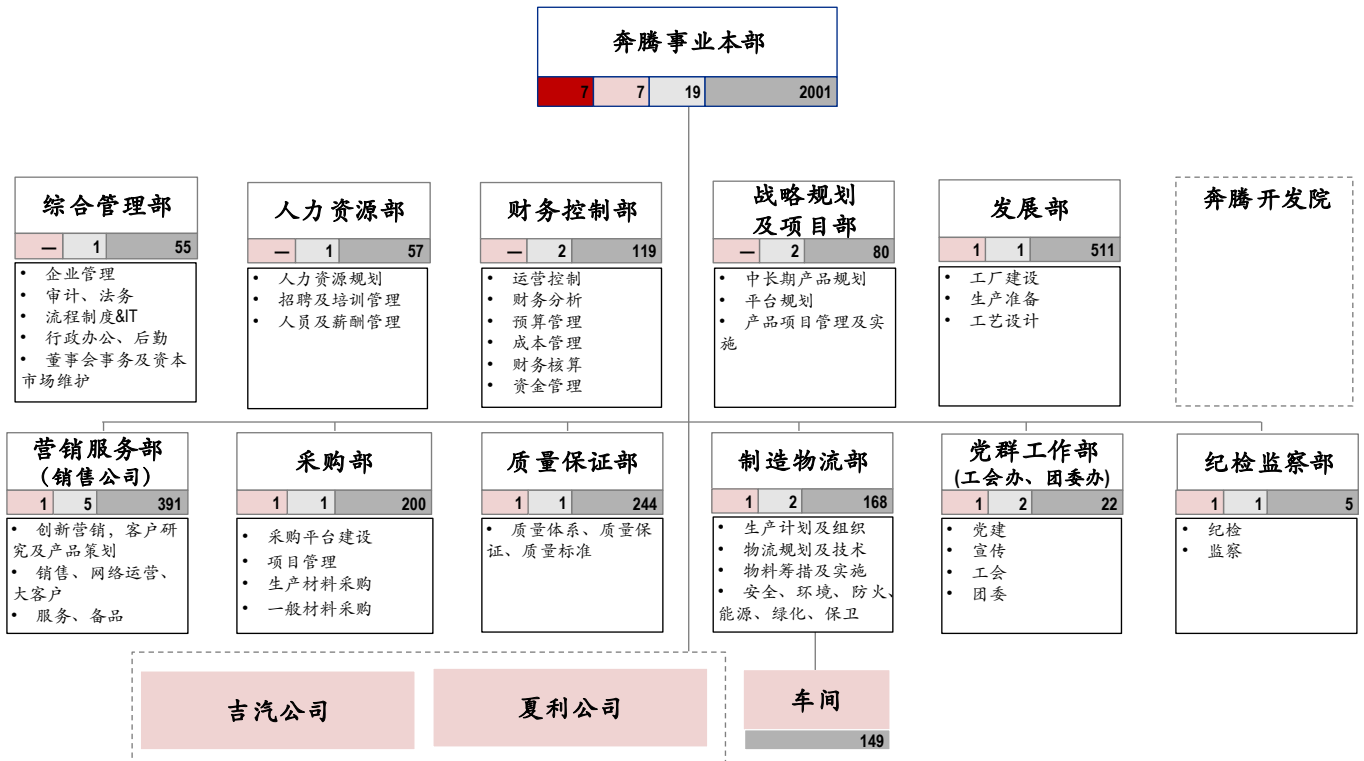 奔腾事业本部
7 7 19 2001
综合管理部
— 1 55
• 企业管理
• 审计、法务
• 流程制度&IT
• 行政办公、后勤
• 董事会事务及资本
市场维护
人力资源部
— 1 57
• 人力资源规划
• 招聘及培训管理
• 人员及薪酬管理
财务控制部
— 2 119
• 运营控制
• 财务分析
• 预算管理
• 成本管理
• 财务核算
• 资金管理
战略规划
及项目部
— 2 80
• 中长期产品规划
• 平台规划
• 产品项目管理及实
施
发展部
1 1 511
• 工厂建设
• 生产准备
• 工艺设计
奔腾开发院
营销服务部
(销售公司)
1 5 391
• 创新营销，客户研
究及产品策划
• 销售、网络运营、
大客户
• 服务、备品
采购部
1 1 200
• 采购平台建设
• 项目管理
• 生产材料采购
• 一般材料采购
质量保证部
1 1 244
• 质量体系、质量保
证、质量标准
制造物流部
1 2 168
• 生产计划及组织
• 物流规划及技术
• 物料筹措及实施
• 安全、环境、防火、
能源、绿化、保卫
党群工作部
(工会办、团委办)
1 2 22
• 党建
• 宣传
• 工会
• 团委
纪检监察部
1 1 5
• 纪检
• 监察
吉汽公司
夏利公司
车间
149